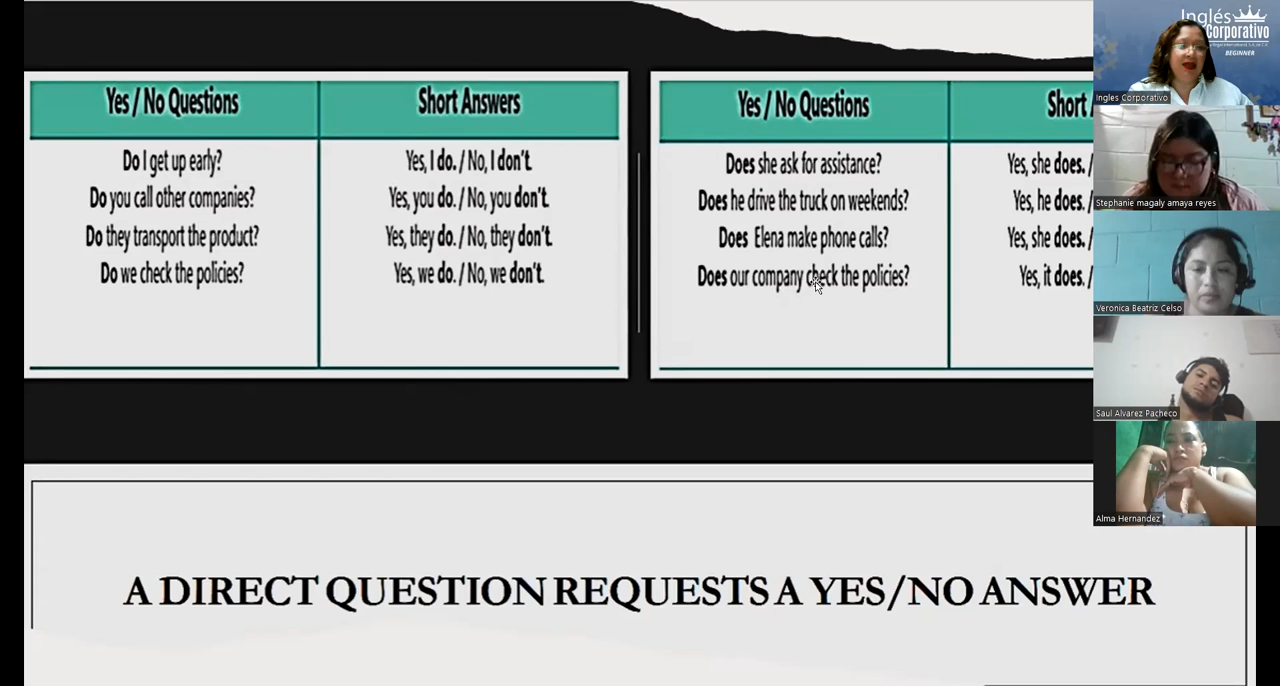 Yes / No Questions
Short Answers
Do I get up early?
Yes, I do. / No, I don't.
Do you call other companies?
Yes, you do. / No, you don't.
Do they transport the product?
Yes, they do. / No, they don't.
Do we check the policies?
Yes, we do. / No, we don't.
Yes / No Questions
Short
Does she ask for assistance?
Yes, she does. /
Does he drive the truck on weekends?
Yes, he does. /
Does Elena make phone calls?
Yes, she does. /
Does our company check the policies?
Yes, it does. /
A DIRECT QUESTION REQUESTS A YES/NO ANSWER
Inglés
Corporativo
BEGINNER
Ingles Corporativo
Stephanie magaly amaya reyes
Veronica Beatriz Celso
Saul Alvarez Pacheco
Alma Hernandez